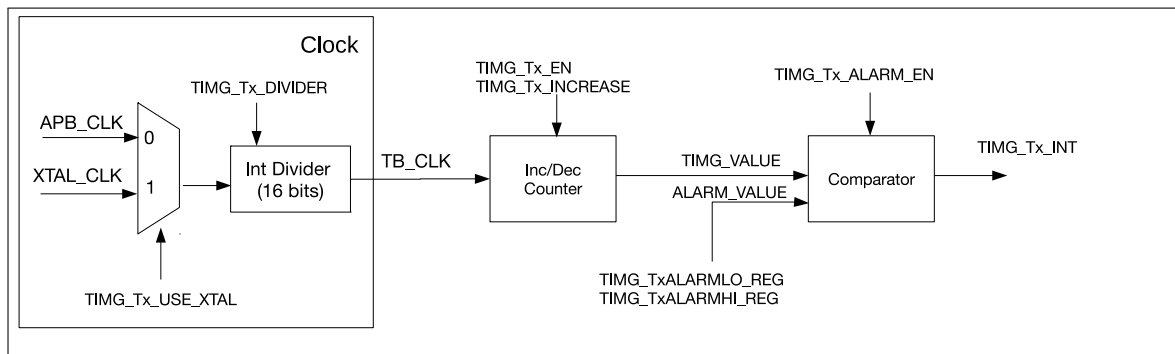 Clock
TIMG_Tx_DIVIDER
APB_CLK
0
XTAL_CLK
1
Int Divider
(16 bits)
TIMG_Tx_USE_XTAL
TB_CLK
TIMG_Tx_EN
TIMG_Tx_INCREASE
Inc/Dec
Counter
TIMG_VALUE
ALARM_VALUE
TIMG_TxALARMLO_REG
TIMG_TxALARMHI_REG
TIMG_Tx_ALARM_EN
Comparator
TIMG_Tx_INT